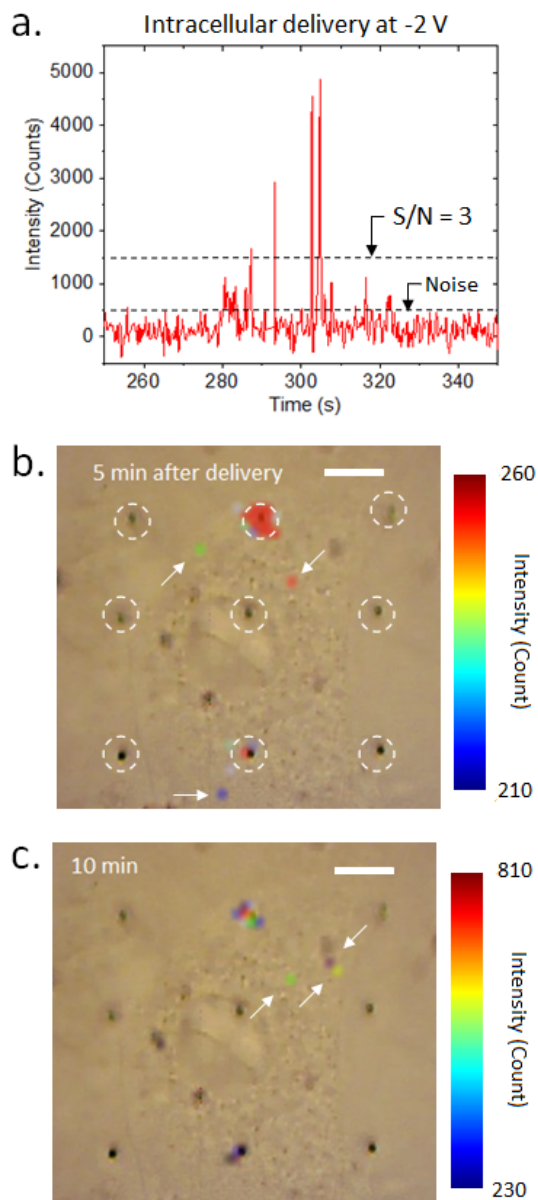 a.
Intracellular delivery at -2 V
5000
4000
3000
2000
1000
0
Intensity (Counts)
S/N = 3
Noise
260
280
300
320
340
Time (s)
b.
5 min after delivery
260
Intensity (Count)
210
c.
10 min
810
Intensity (Count)
230